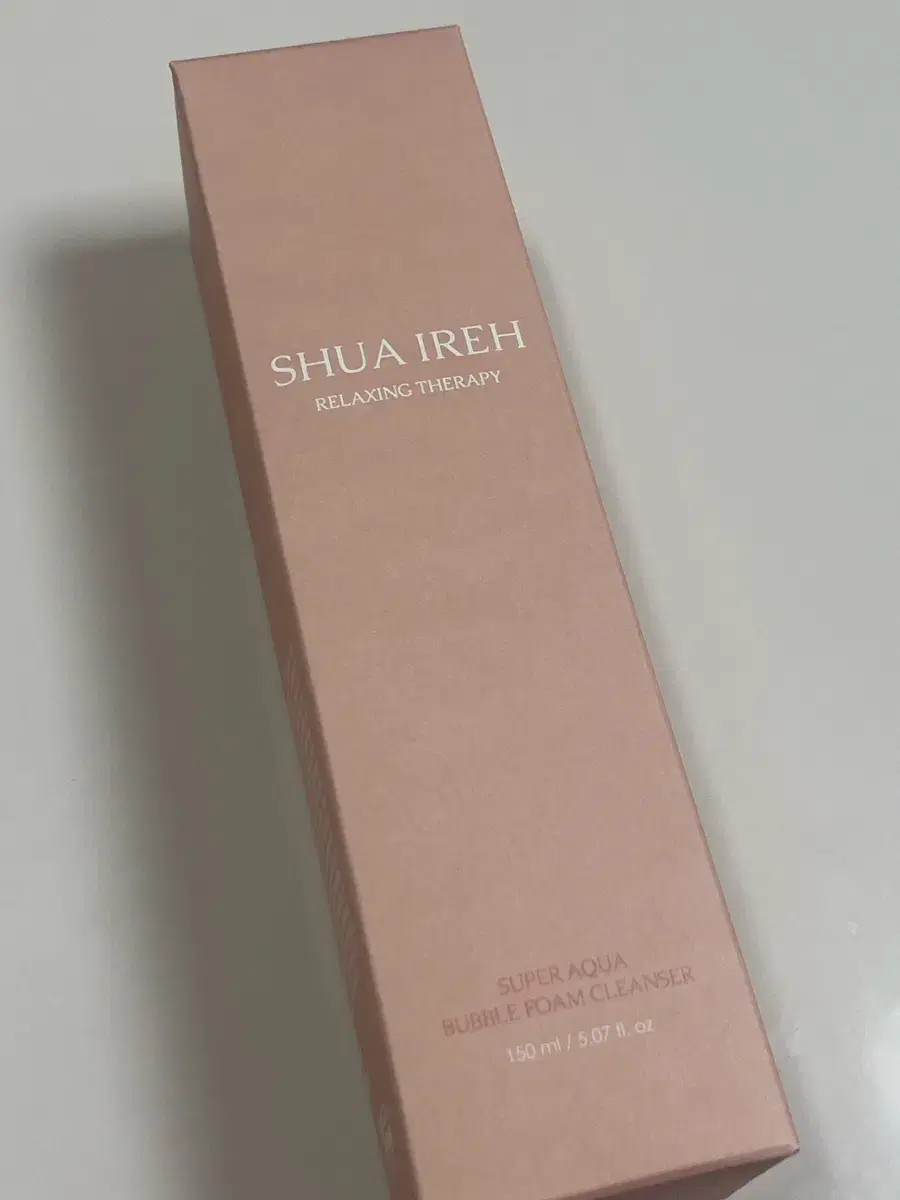 SHUA IREH
RELAXING THERAPY
SUPER AQUA
BUBBLE FOAM CLEANSER
150 ml / 5.07 fl. oz